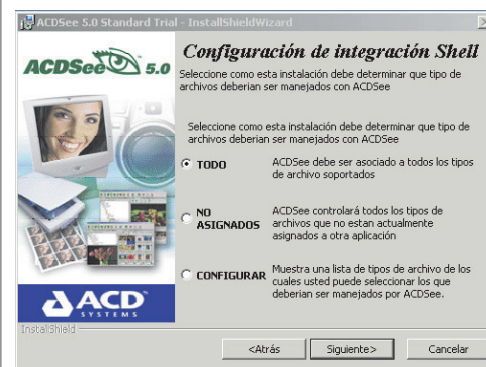 ACDSee 5.0 Standard Trial - InstallShieldWizard
ACDSee 5.0
Configuración de integración Shell
Seleccione como esta instalación debe determinar que tipo de
archivos deberian ser manejados con ACDSee
Seleccione como esta instalación debe determinar que tipo de
archivos deberian ser manejados con ACDSee
TODO
ACDSee debe ser asociado a todos los tipos
de archivo soportados
NO
ASIGNADOS
ACDSee controlará todos los tipos de
archivos que no estan actualmente
asignados a otra aplicación
CONFIGURAR
Muestra una lista de tipos de archivo de los
cuales usted puede seleccionar los que
deberian ser manejados por ACDSee.
ACD
SYSTEMS
InstallShield
<Atrás
Siguiente>
Cancelar